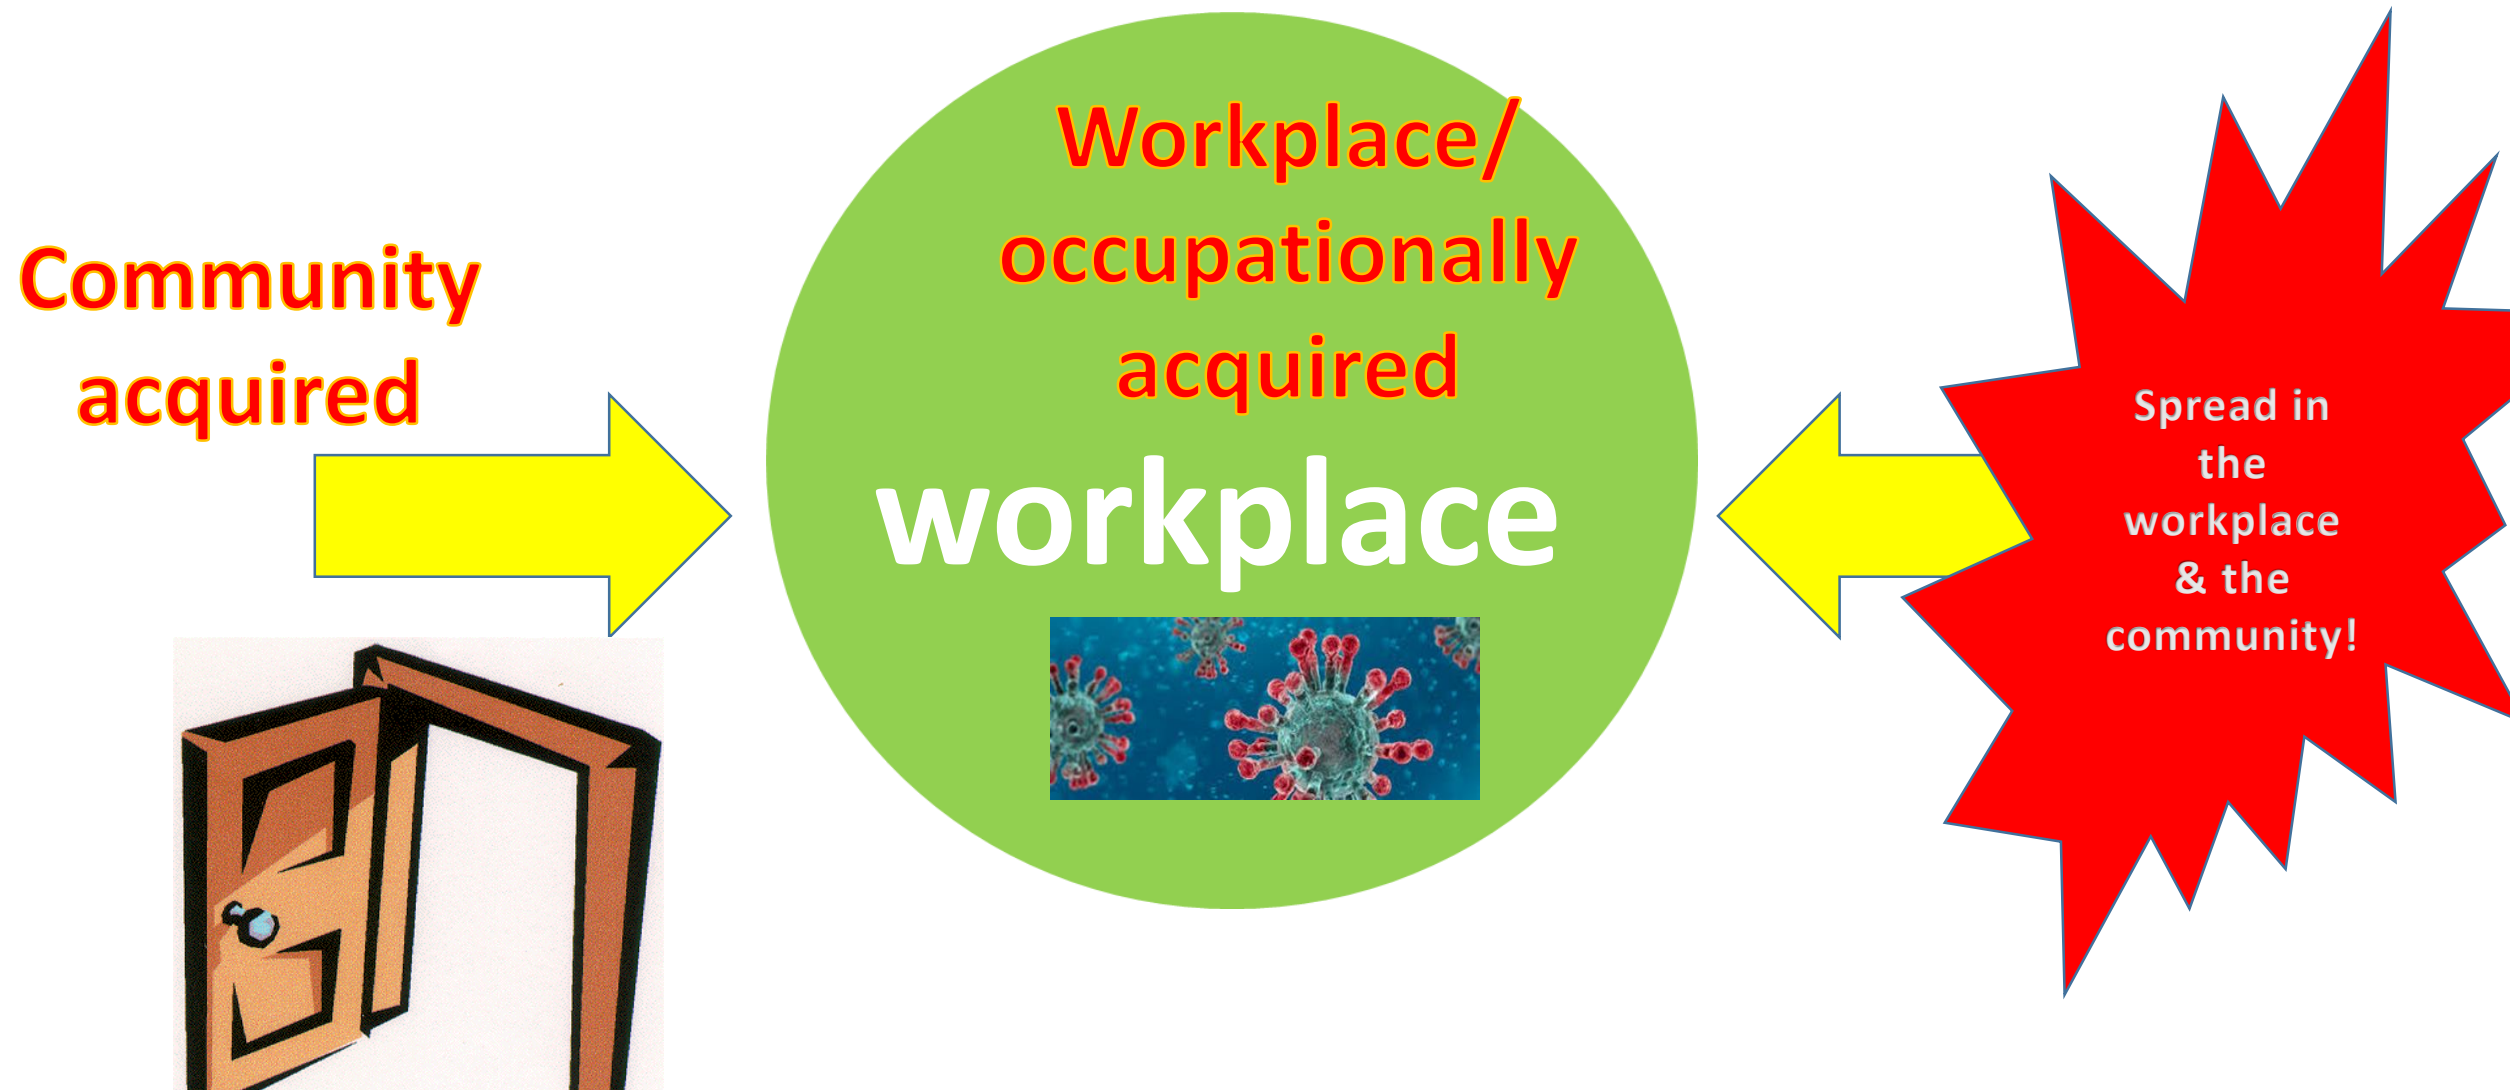 Community
acquired
Workplace/
occupationally
acquired
workplace
Spread in
the
workplace
& the
community!